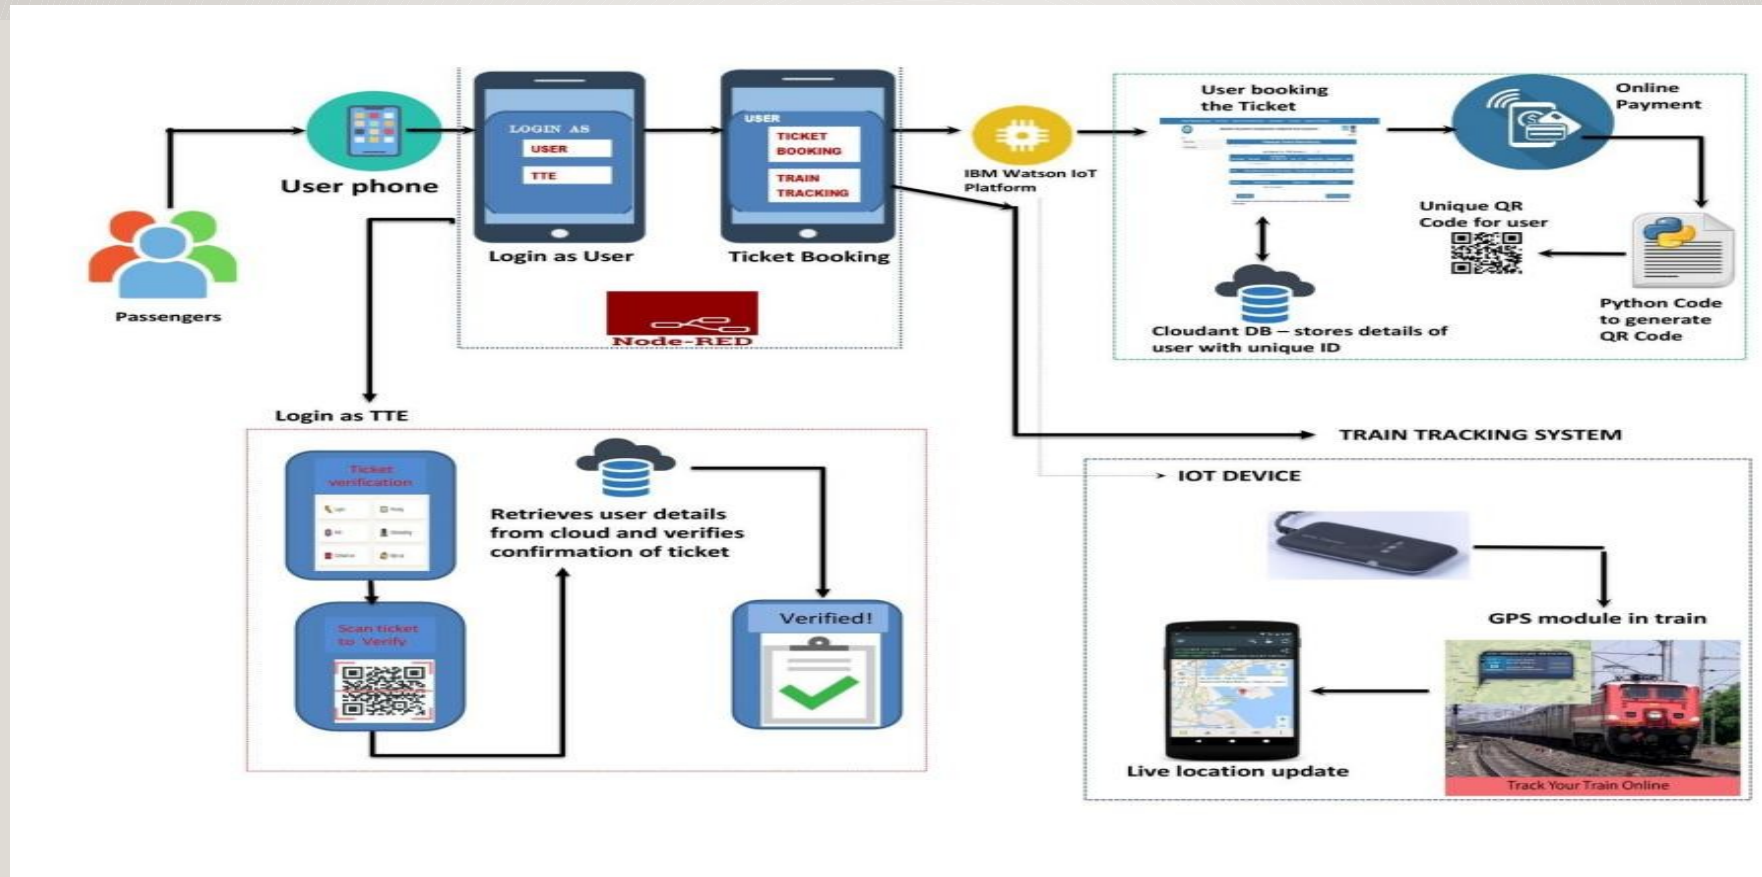 Passengers
User phone
LOGIN AS
USER
TTE
Login as User
USER
TICKET
BOOKING
TRAIN
TRACKING
Ticket Booking
Node-RED
IBM Watson IoT
Platform
User booking
the Ticket
Online
Payment
Unique QR
Code for user
Python Code
to generate
QR Code
Cloudant DB – stores details of
user with unique ID
Login as TTE
Ticket
verification
Scan ticket
to Verify
Retrieves user details
from cloud and verifies
confirmation of ticket
Verified!
TRAIN TRACKING SYSTEM
IOT DEVICE
GPS module in train
Live location update
Track Your Train Online